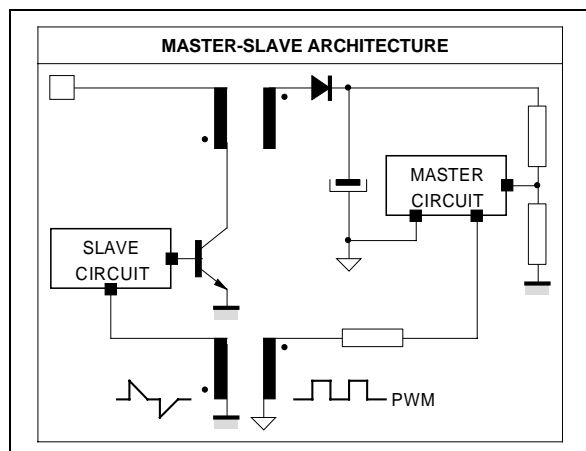 MASTER-SLAVE ARCHITECTURE
MASTER
CIRCUIT
SLAVE
CIRCUIT
PWM